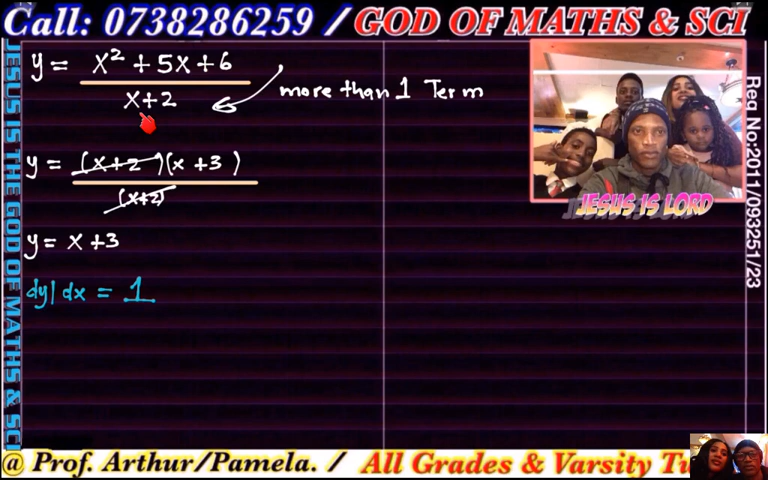 Call: 0738286259 / GOD OF MATHS & SCI
JESUS IS THE GOD OF MATHS & SCI
y = x² + 5x + 6
x + 2
more than 1 Term
y = (x+2)(x +3)
(x+2)
y = x +3
dy/dx = 1
JESUS IS LORD
Reg No:2011/093251/23
@ Prof. Arthur/Pamela. / All Grades & Varsity Tu